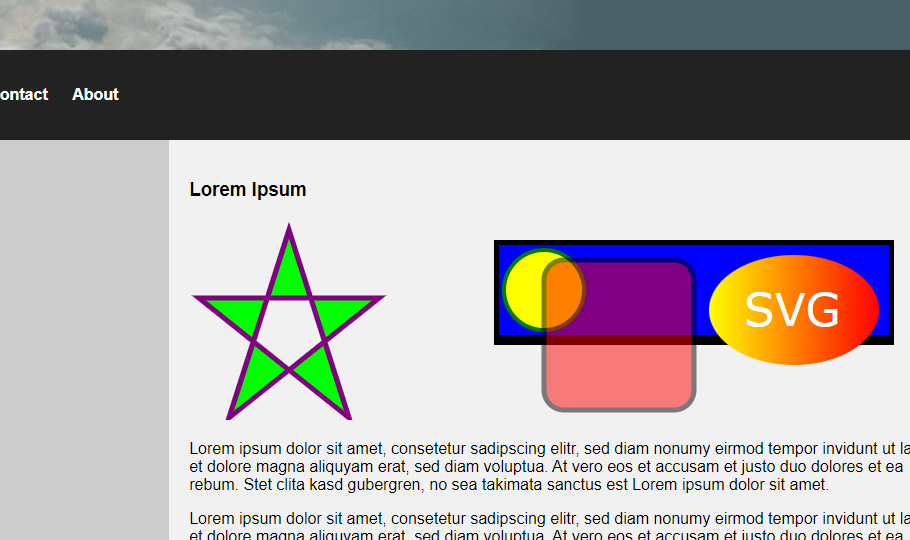 ontact About
Lorem Ipsum
SVG
Lorem ipsum dolor sit amet, consetetur sadipscing elitr, sed diam nonumy eirmod tempor invidunt ut la
et dolore magna aliquyam erat, sed diam voluptua. At vero eos et accusam et justo duo dolores et ea
rebum. Stet clita kasd gubergren, no sea takimata sanctus est Lorem ipsum dolor sit amet.
Lorem ipsum dolor sit amet, consetetur sadipscing elitr, sed diam nonumy eirmod tempor invidunt ut la
et dolore magna aliquyam erat, sed diam voluptua. At vero eos et accusam et justo duo dolores et ea